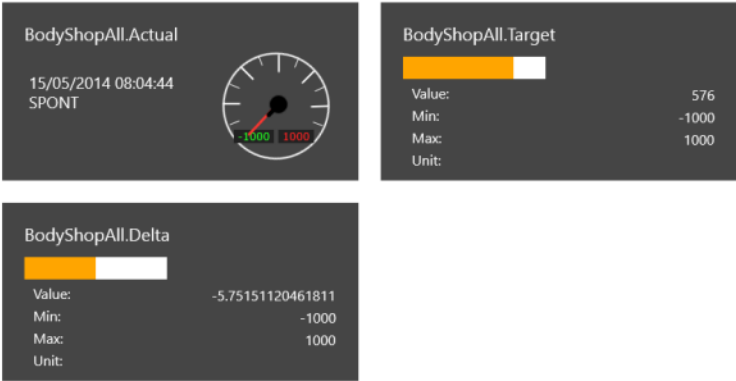 BodyShopAll.Actual
15/05/2014 08:04:44
SPONT
-1000 1000
BodyShopAll.Target
Value: 576
Min: -1000
Max: 1000
Unit:
BodyShopAll.Delta
Value: -5.75151120461811
Min: -1000
Max: 1000
Unit: